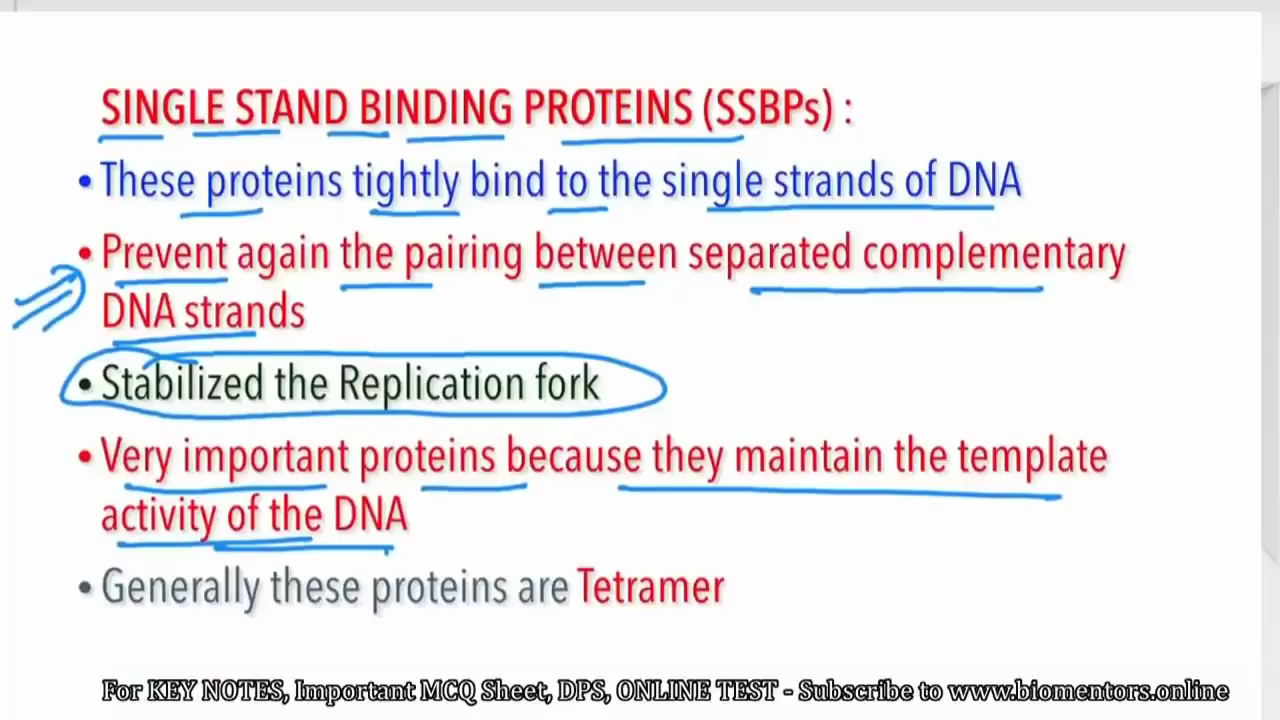 SINGLE STAND BINDING PROTEINS (SSBPs) :
• These proteins tightly bind to the single strands of DNA
• Prevent again the pairing between separated complementary
DNA strands
• Stabilized the Replication fork
• Very important proteins because they maintain the template
activity of the DNA
• Generally these proteins are Tetramer
For KEY NOTES, Important MCQ Sheet, DPS, ONLINE TEST - Subscribe to www.biomentors.online